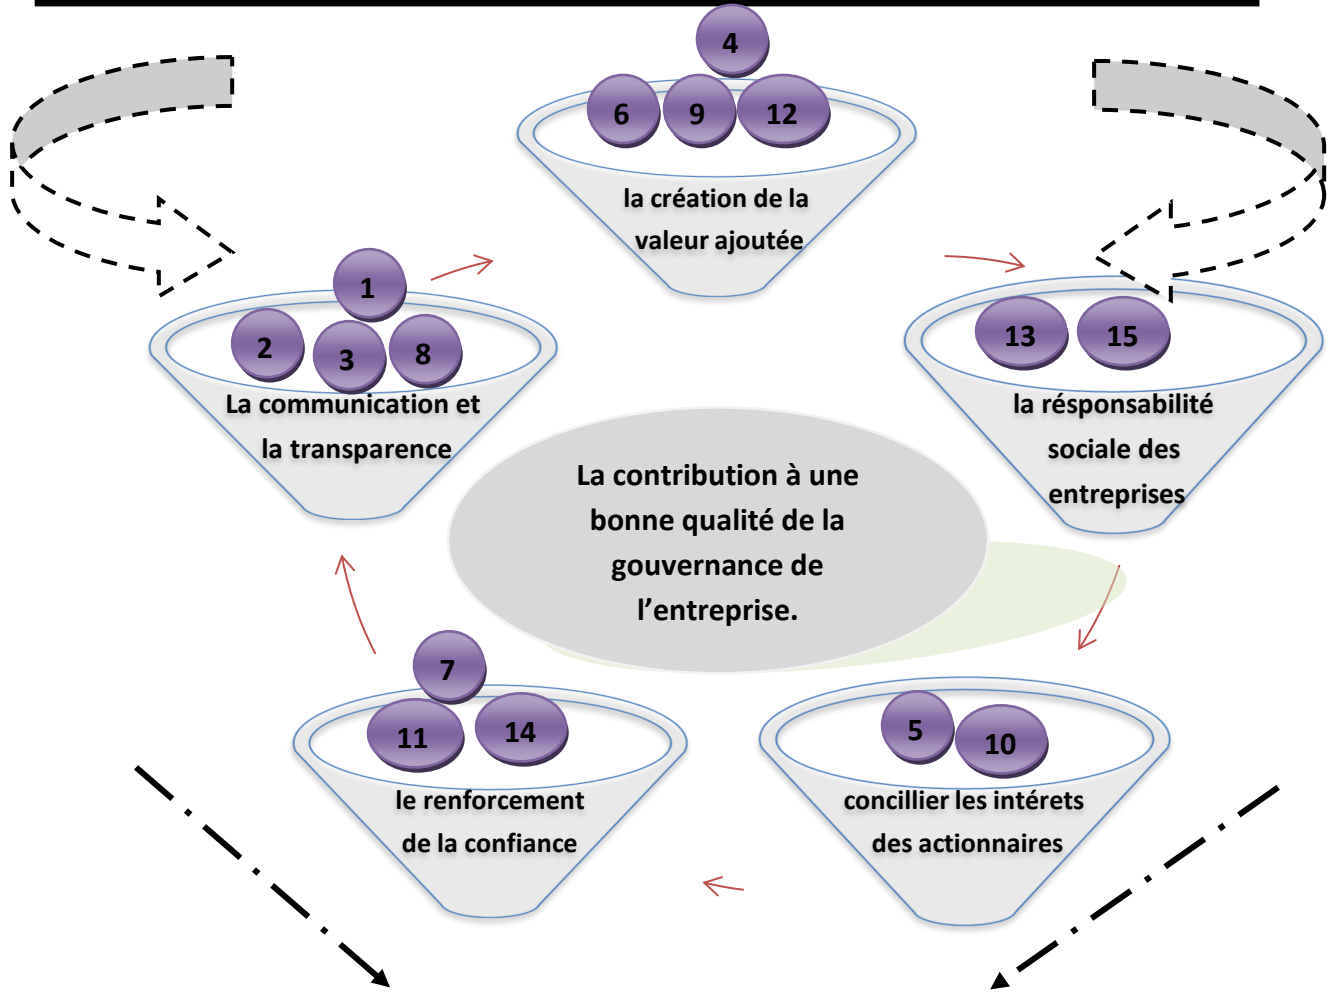 4
6 9 12
la création de la
valeur ajoutée
1
2 3 8
La communication et
la transparence
13 15
la résponsabilité
sociale des
entreprises
La contribution à une
bonne qualité de la
gouvernance de
l’entreprise.
7
11 14
le renforcement
de la confiance
5 10
concillier les intérets
des actionnaires